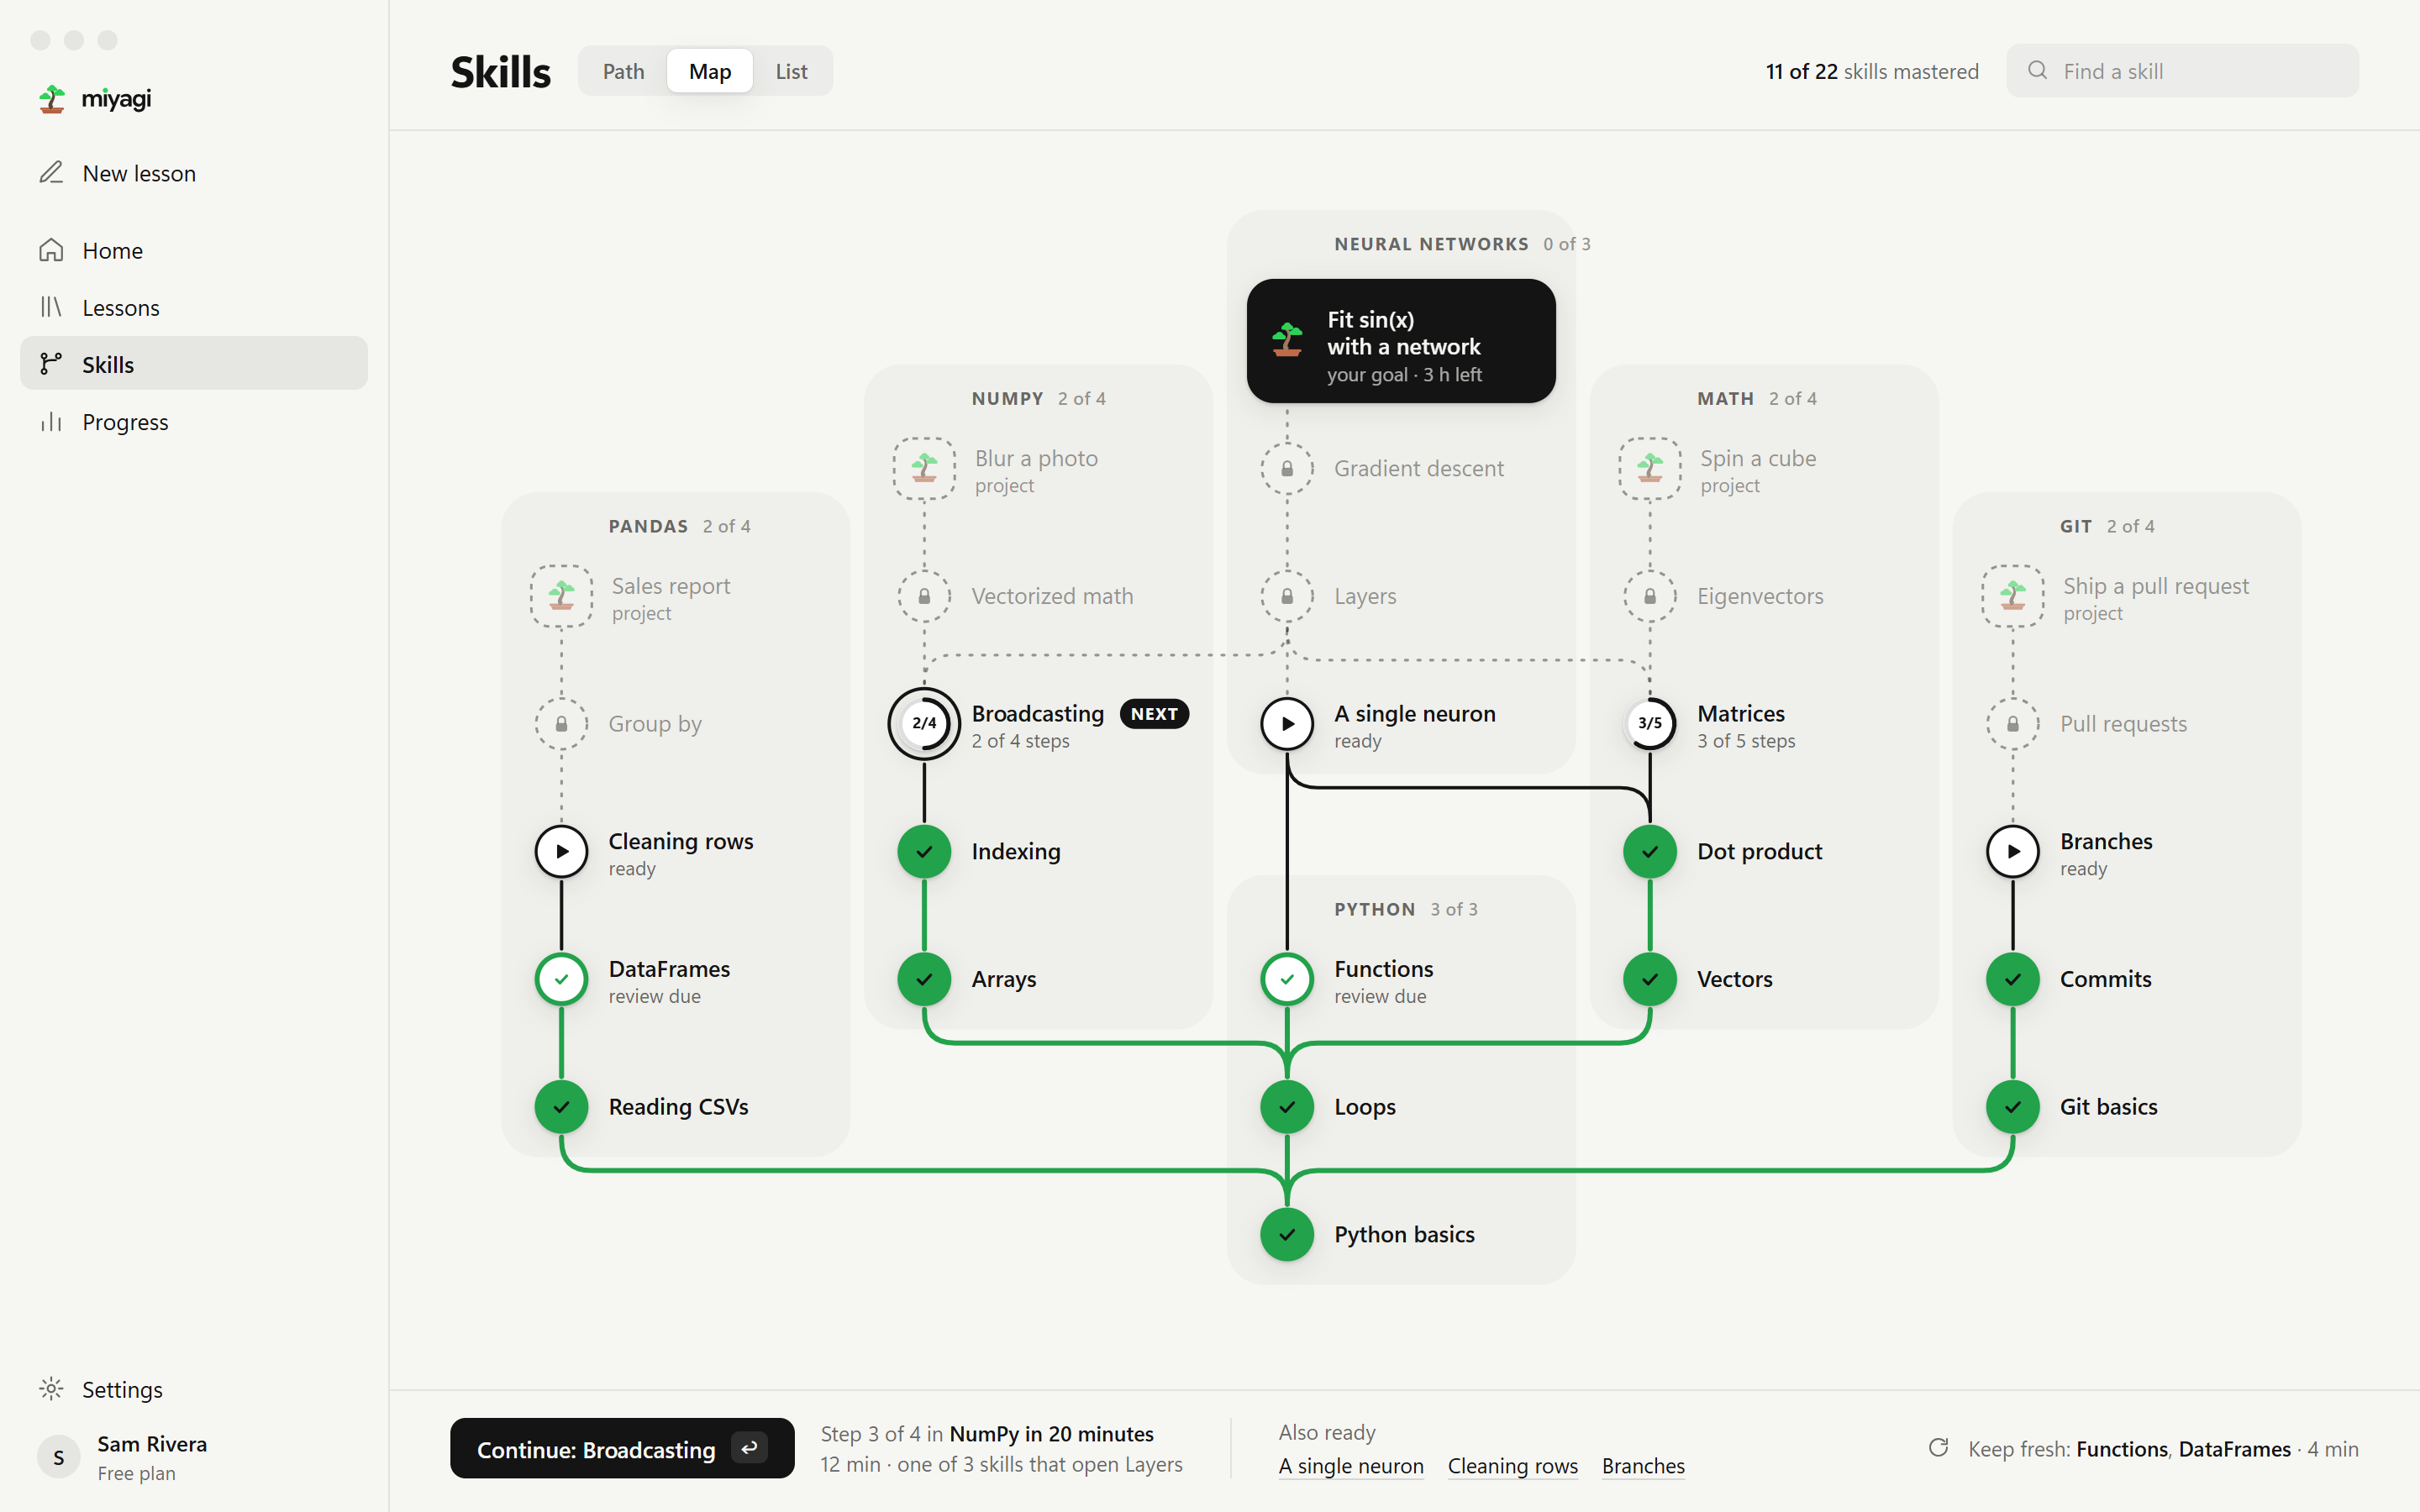 miyagi
New lesson
Home
Lessons
Skills
Progress
Settings
S
Sam Rivera
Free plan
Skills
Path
Map
List
11 of 22 skills mastered
Find a skill
NEURAL NETWORKS 0 of 3
Fit sin(x)
with a network
your goal · 3 h left
Gradient descent
Layers
A single neuron
ready
PANDAS 2 of 4
Sales report
project
Group by
Cleaning rows
ready
DataFrames
review due
Reading CSVs
NUMPY 2 of 4
Blur a photo
project
Vectorized math
2/4
Broadcasting NEXT
2 of 4 steps
Indexing
Arrays
PYTHON 3 of 3
Functions
review due
Loops
Python basics
MATH 2 of 4
Spin a cube
project
Eigenvectors
3/5
Matrices
3 of 5 steps
Dot product
Vectors
GIT 2 of 4
Ship a pull request
project
Pull requests
Branches
ready
Commits
Git basics
Continue: Broadcasting
Step 3 of 4 in NumPy in 20 minutes
12 min · one of 3 skills that open Layers
Also ready
A single neuron Cleaning rows Branches
Keep fresh: Functions, DataFrames · 4 min